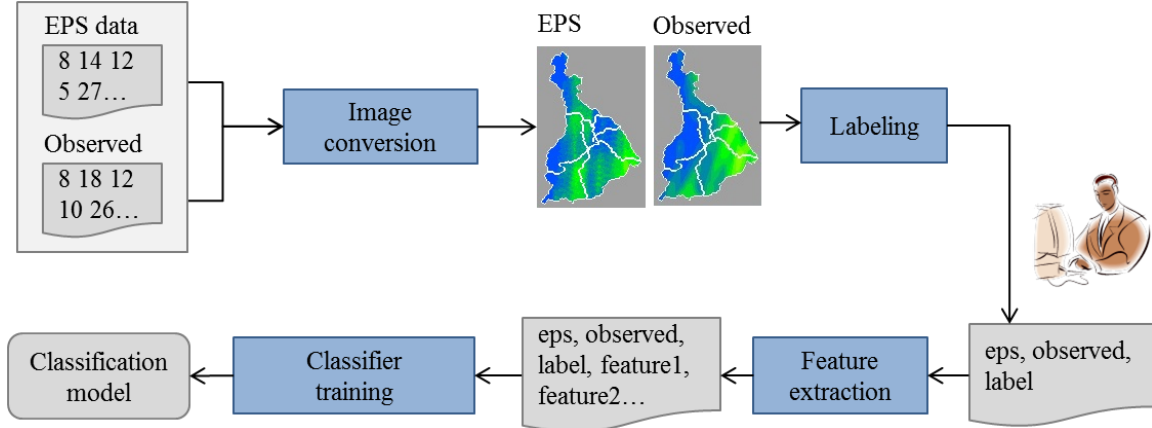 EPS data
8 14 12
5 27…
Observed
8 18 12
10 26…
Image
conversion
EPS
Observed
Labeling
eps, observed,
label
Feature
extraction
eps, observed,
label, feature1,
feature2…
Classifier
training
Classification
model